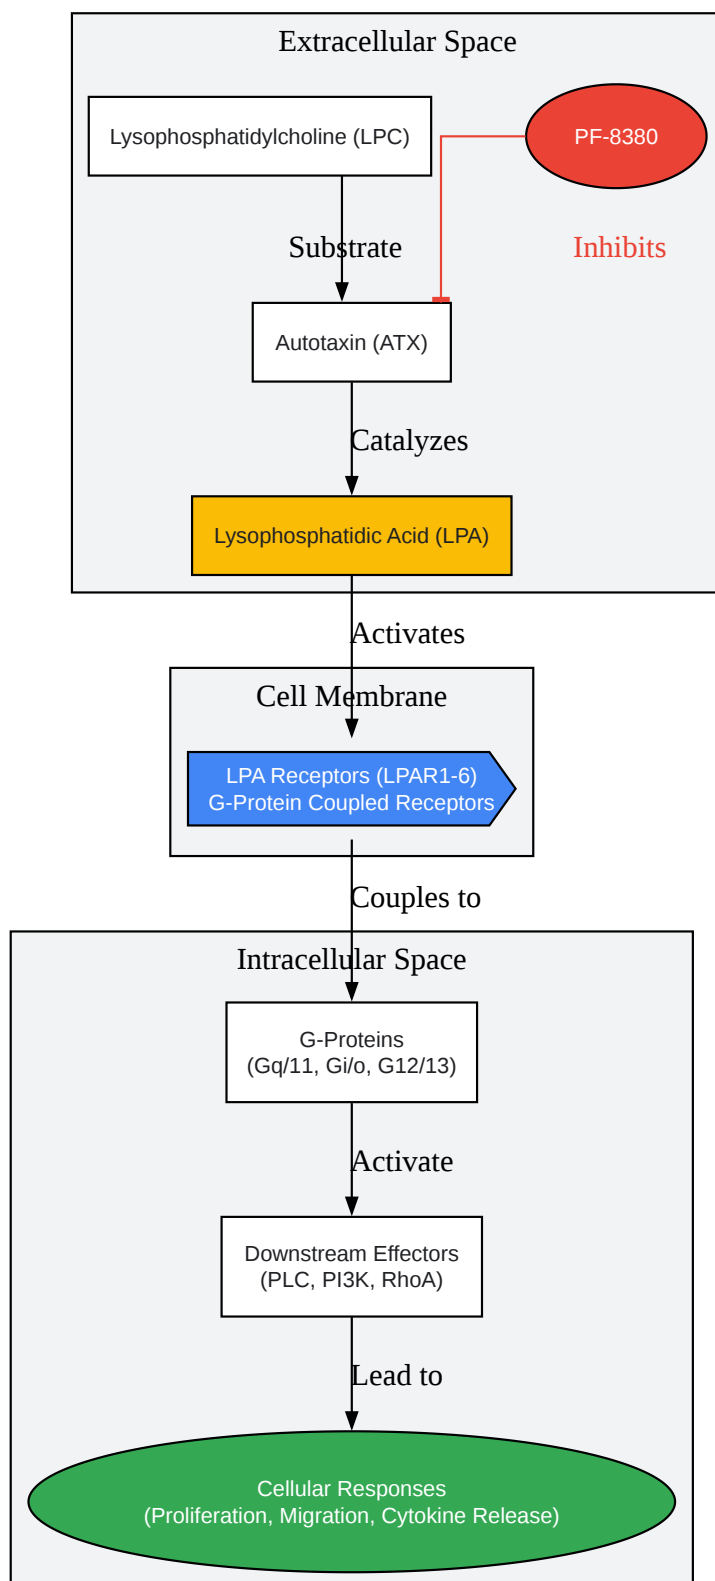 Extracellular Space
Lysophosphatidylcholine (LPC)
PF-8380
Substrate
Inhibits
Autotaxin (ATX)
Catalyzes
Lysophosphatidic Acid (LPA)
Activates
Cell Membrane
LPA Receptors (LPAR1-6)
G-Protein Coupled Receptors
Couples to
Intracellular Space
G-Proteins
(Gq/11, Gi/o, G12/13)
Activate
Downstream Effectors
(PLC, PI3K, RhoA)
Lead to
Cellular Responses
(Proliferation, Migration, Cytokine Release)